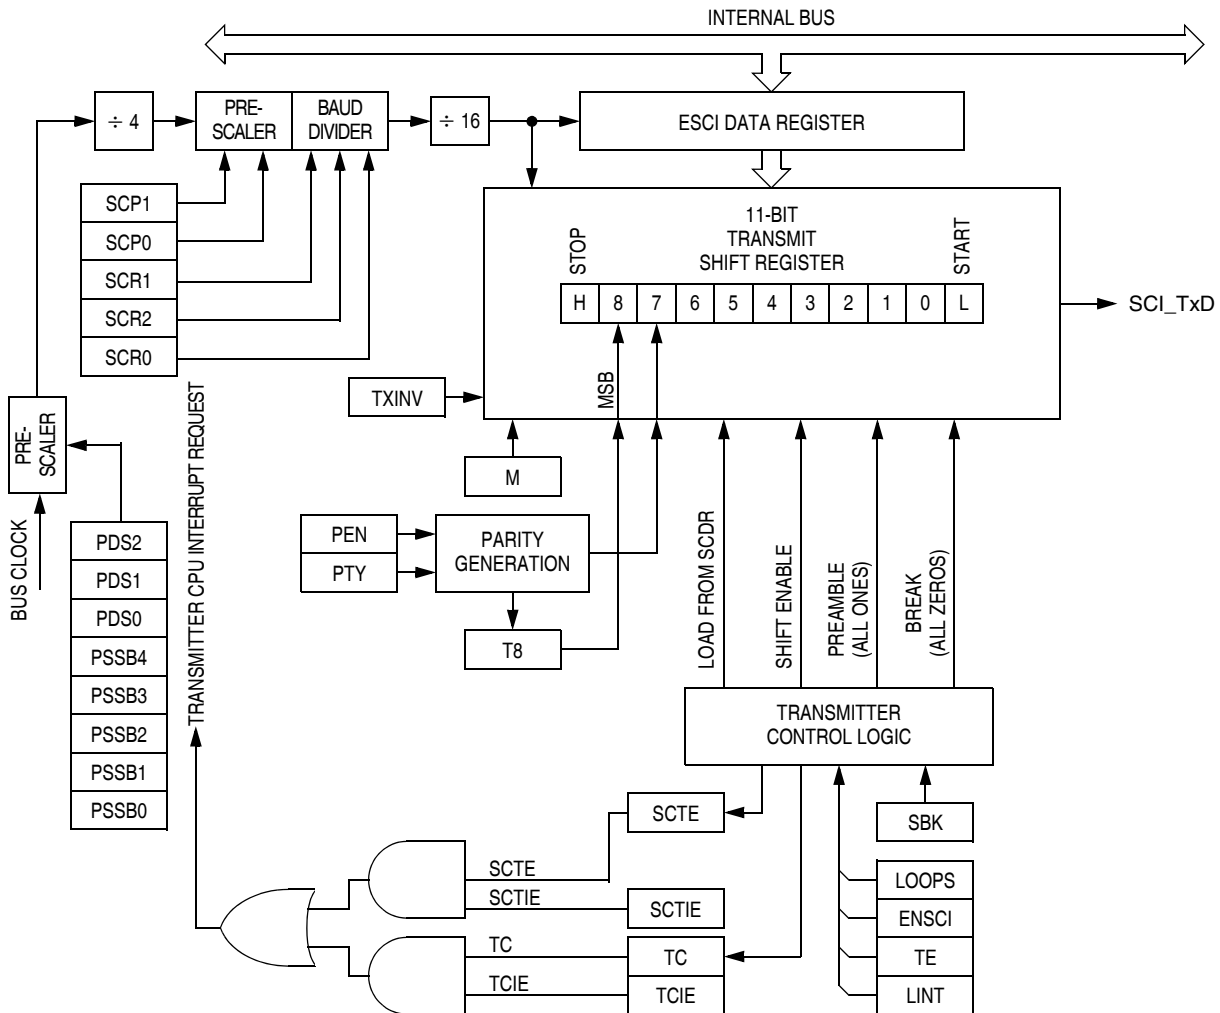 INTERNAL BUS
÷ 4
PRE-
SCALER
BAUD
DIVIDER
÷ 16
ESCI DATA REGISTER
SCP1
SCP0
SCR1
SCR2
SCR0
11-BIT
TRANSMIT
SHIFT REGISTER
STOP
START
H 8 7 6 5 4 3 2 1 0 L
SCI_TxD
TXINV
MSB
M
PRE-
SCALER
BUS CLOCK
TRANSMITTER CPU INTERRUPT REQUEST
PDS2
PDS1
PDS0
PSSB4
PSSB3
PSSB2
PSSB1
PSSB0
PEN
PTY
PARITY
GENERATION
T8
LOAD FROM SCDR
SHIFT ENABLE
PREAMBLE
(ALL ONES)
BREAK
(ALL ZEROS)
TRANSMITTER
CONTROL LOGIC
SCTE
SBK
SCTE
SCTIE
SCTIE
TC
TC
TCIE
TCIE
LOOPS
ENSCI
TE
LINT